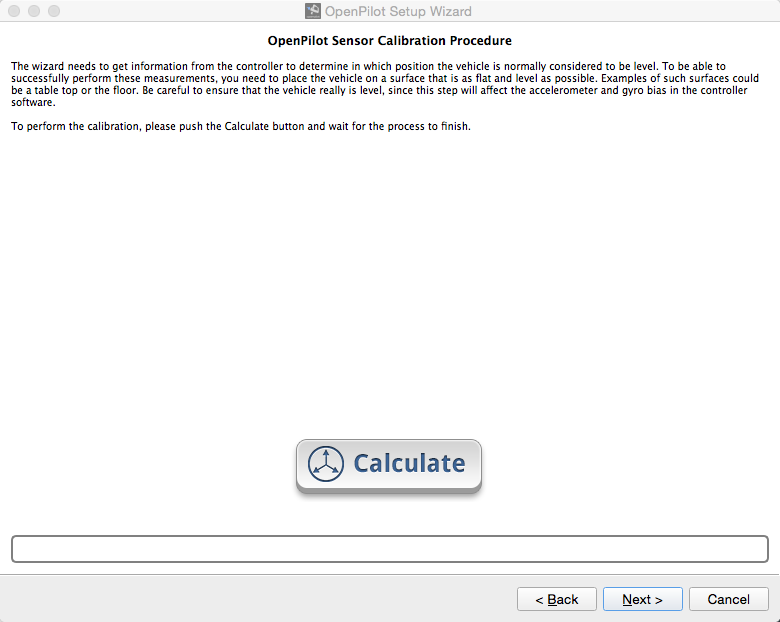 OpenPilot Setup Wizard
OpenPilot Sensor Calibration Procedure
The wizard needs to get information from the controller to determine in which position the vehicle is normally considered to be level. To be able to
successfully perform these measurements, you need to place the vehicle on a surface that is as flat and level as possible. Examples of such surfaces could
be a table top or the floor. Be careful to ensure that the vehicle really is level, since this step will affect the accelerometer and gyro bias in the controller
software.
To perform the calibration, please push the Calculate button and wait for the process to finish.
Calculate
< Back
Next >
Cancel